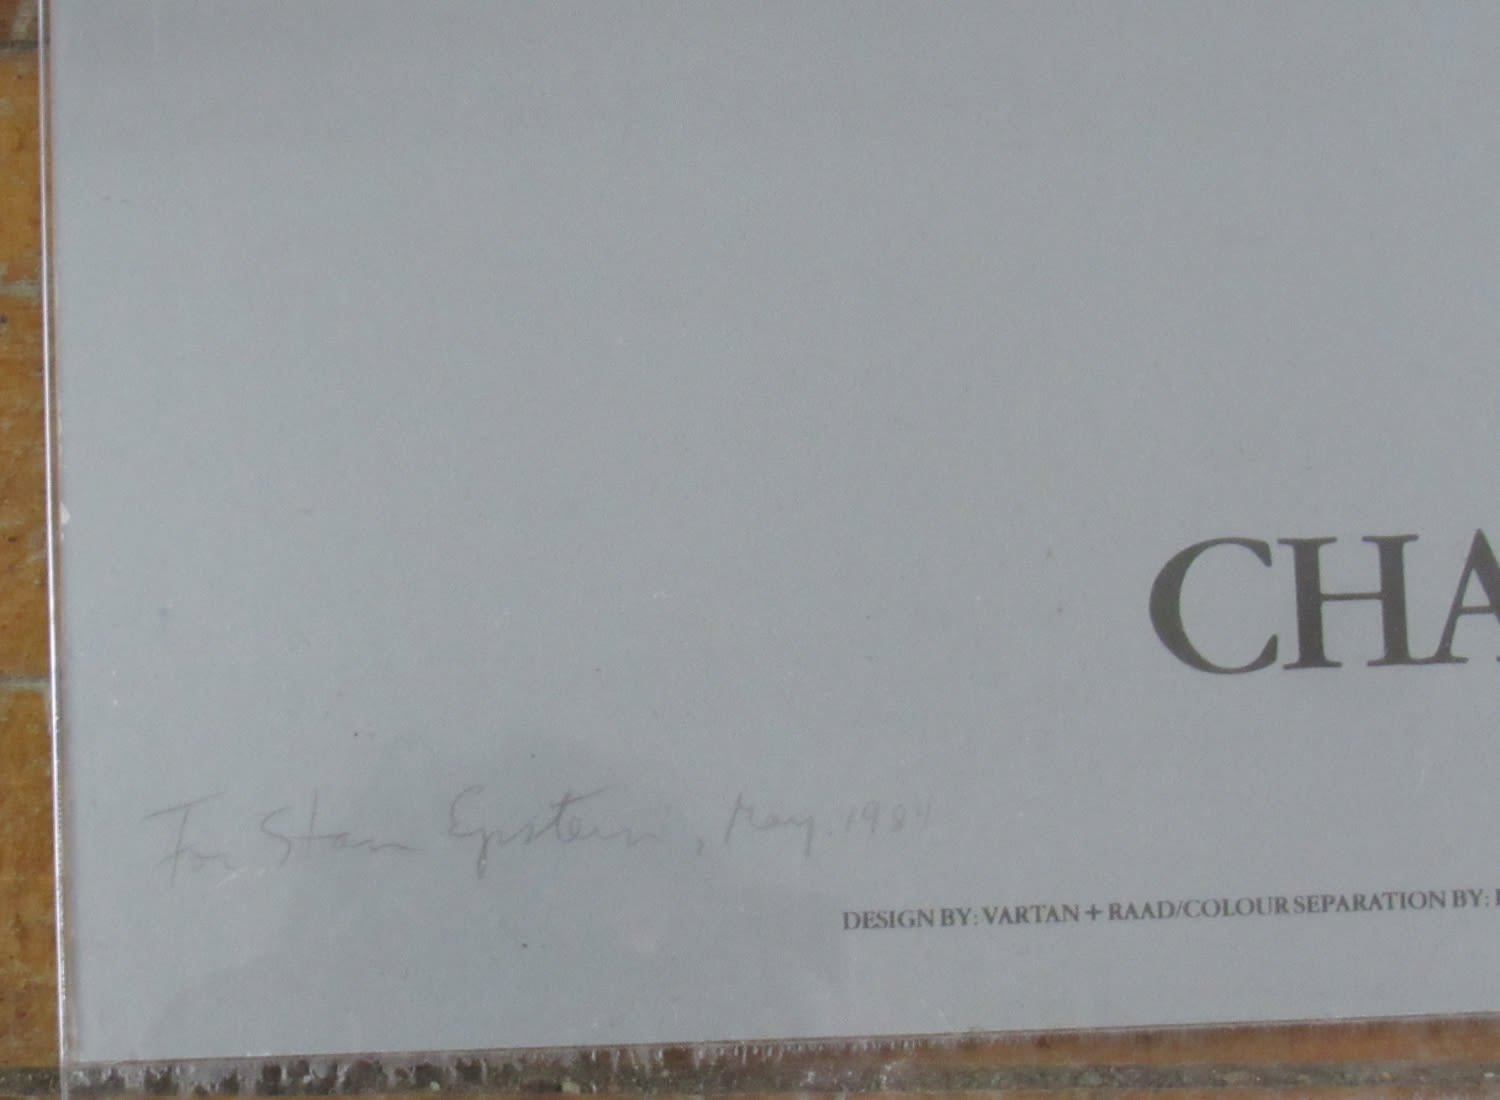 CHA
For Stan Epstein, May. 1984
DESIGN BY: VARTAN + RAAD/COLOUR SEPARATION BY: